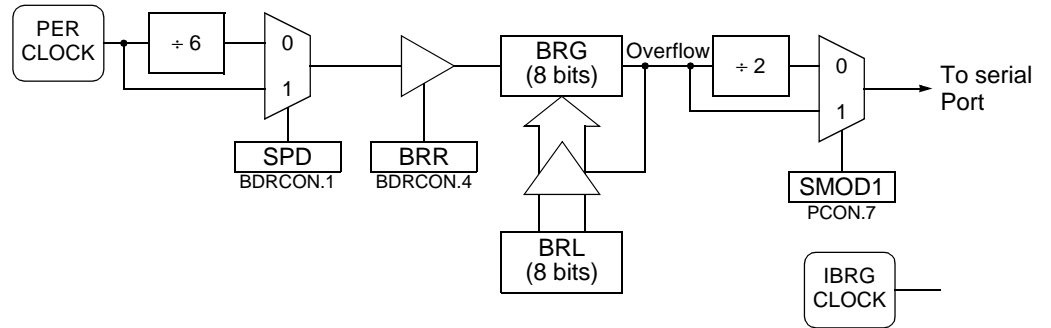 PER
CLOCK
÷ 6
0
1
SPD
BDRCON.1
BRR
BDRCON.4
BRG
(8 bits)
Overflow
BRL
(8 bits)
÷ 2
0
1
To serial
Port
SMOD1
PCON.7
IBRG
CLOCK